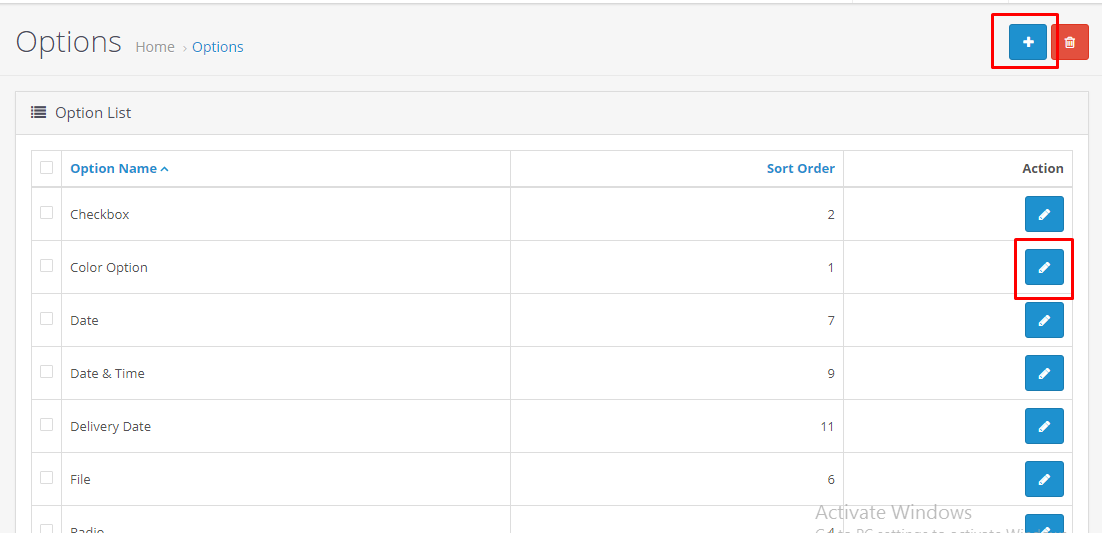 Options Home › Options
Option List
Option Name Sort Order Action
Checkbox 2
Color Option 1
Date 7
Date & Time 9
Delivery Date 11
File 6
Radio 4
Activate Windows
Go to PC settings to activate Windows.